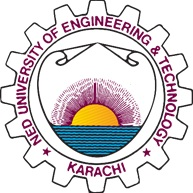 NED UNIVERSITY OF ENGINEERING & TECHNOLOGY
KARACHI